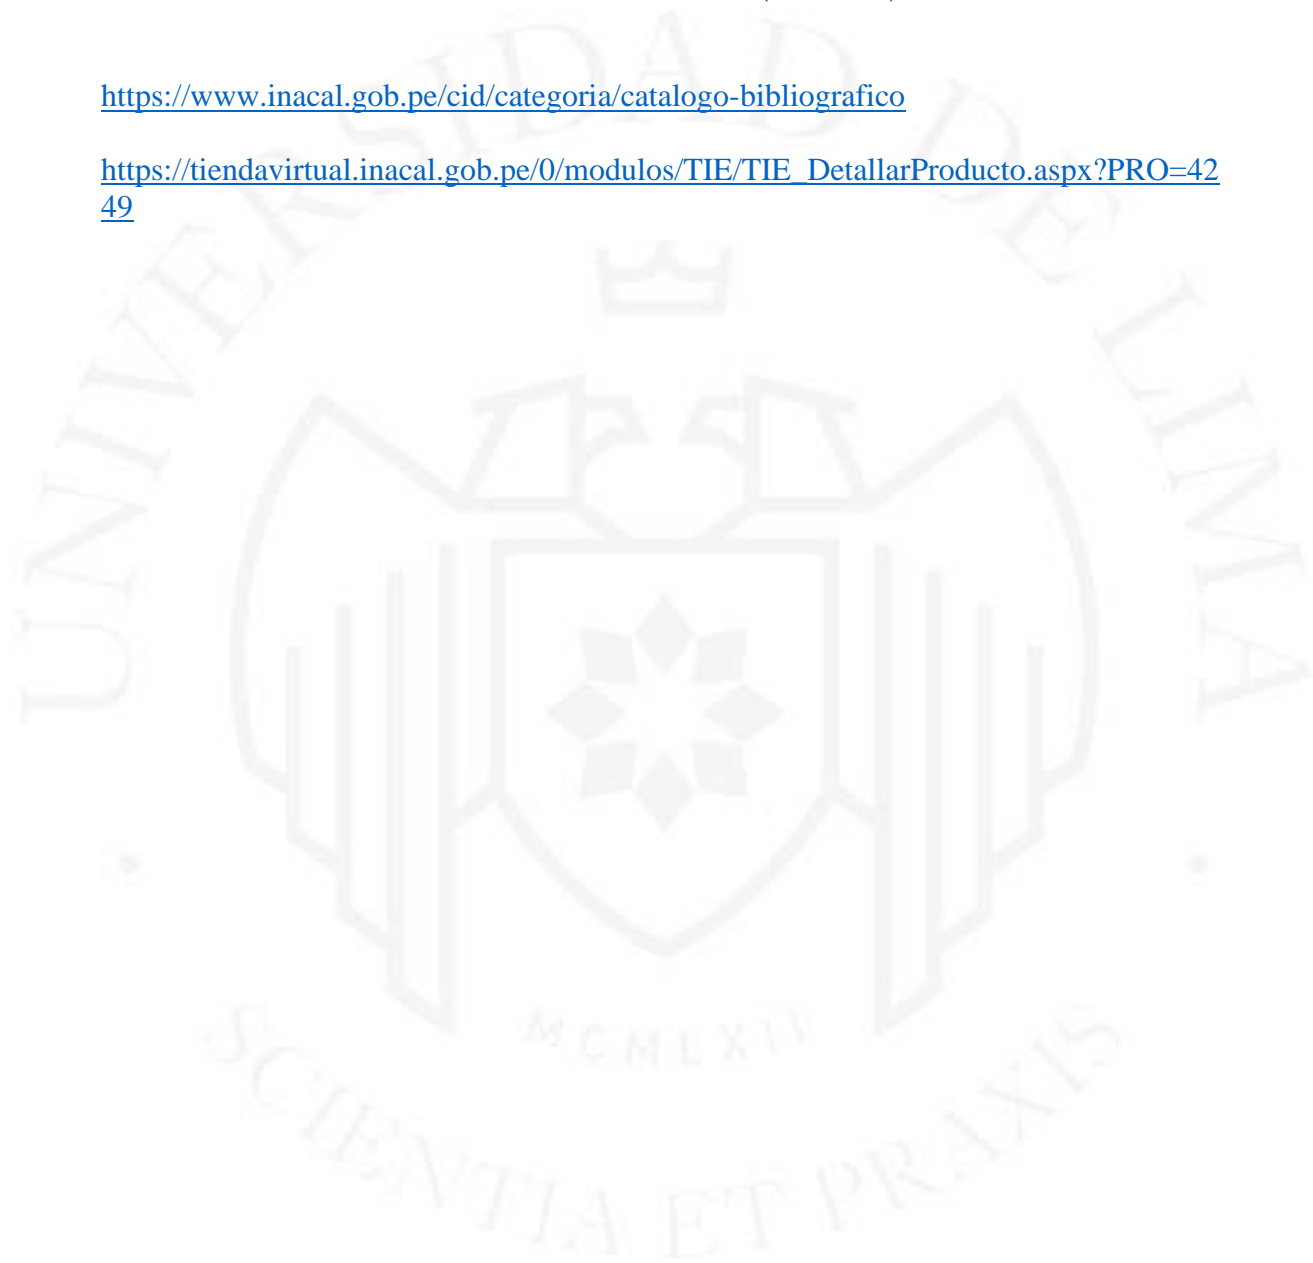 https://www.inacal.gob.pe/cid/categoria/catalogo-bibliografico
https://tiendavirtual.inacal.gob.pe/0/modulos/TIE/TIE_DetallarProducto.aspx?PRO=42
49
UNIVERSIDAD DE LIMA
MCMLXII
SCIENTIA ET PRAXIS